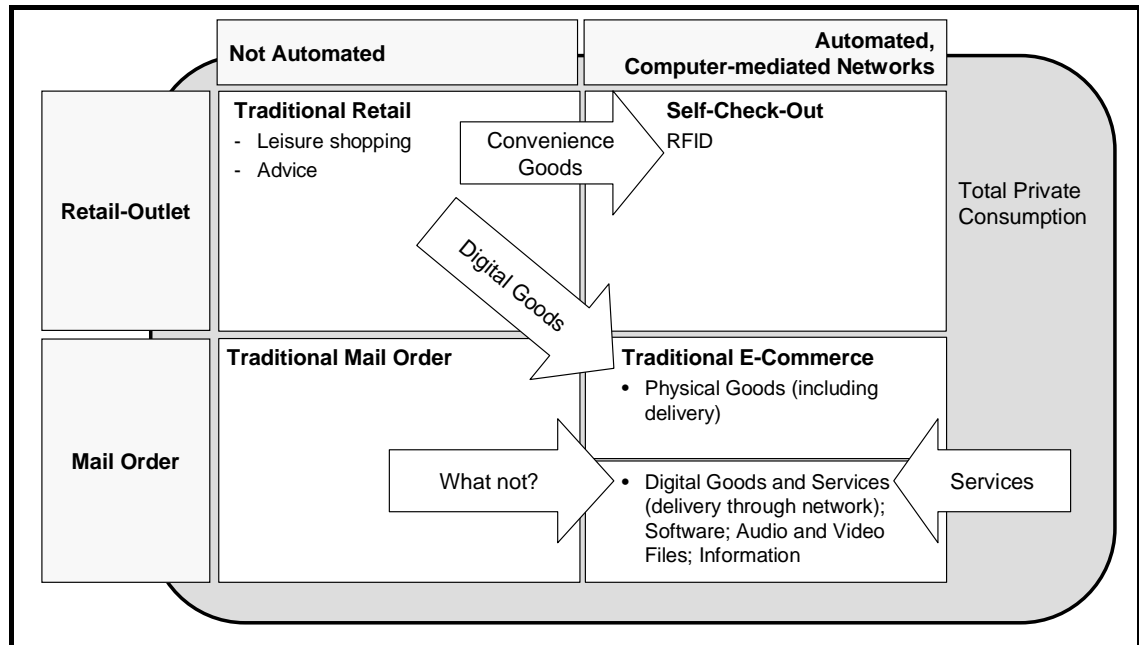 Not Automated
Automated,
Computer-mediated Networks
Retail-Outlet
Traditional Retail
- Leisure shopping
- Advice
Convenience
Goods
Self-Check-Out
RFID
Total Private
Consumption
Digital Goods
Mail Order
Traditional Mail Order
What not?
Traditional E-Commerce
• Physical Goods (including
delivery)
• Digital Goods and Services
(delivery through network);
Software; Audio and Video
Files; Information
Services